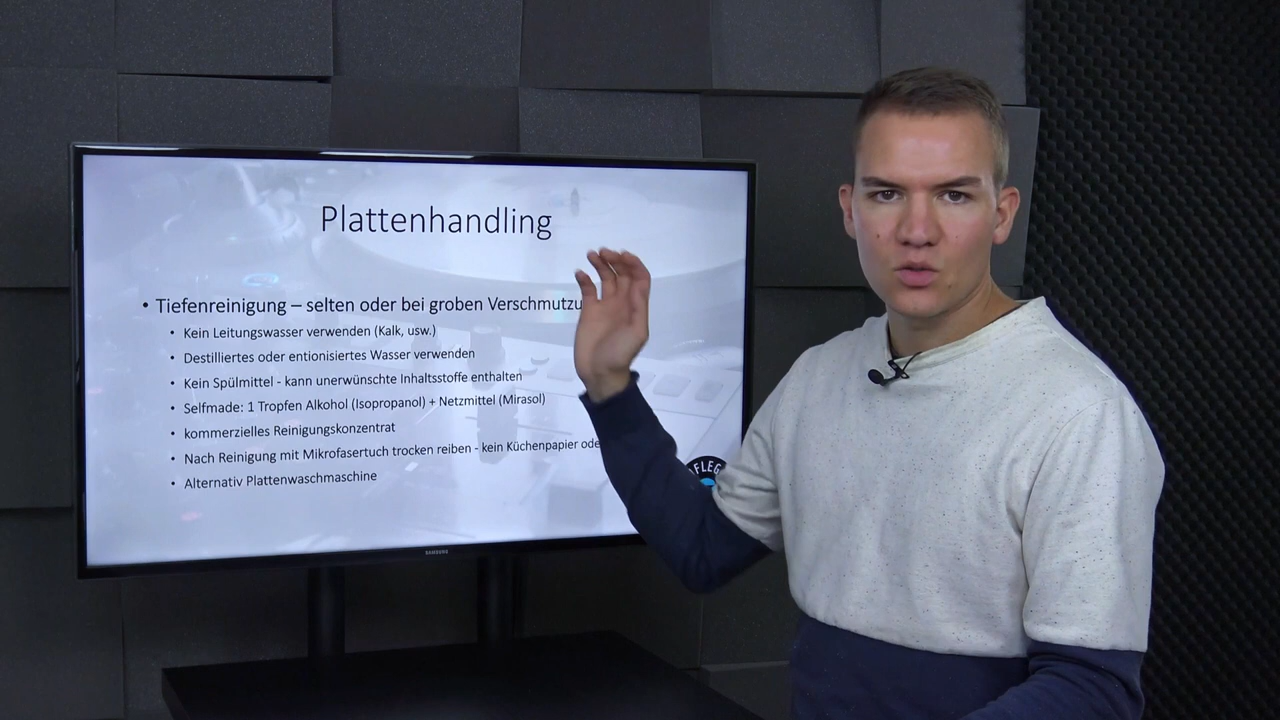 Plattenhandling
• Tiefenreinigung – selten oder bei groben
• Kein Leitungswasser verwenden (Kalk, usw.)
• Destilliertes oder entionisiertes Wasser verwenden
• Kein Spülmittel - kann unerwünschte Inhaltsstoffe enthalten
• Selfmade: 1 Tropfen Alkohol (Isopropanol) + Netzmittel (Mirasol)
• kommerzielles Reinigungskonzentrat
• Nach Reinigung mit Mikrofasertuch trocken reiben - kein Küchenpapier
• Alternativ Plattenwaschmaschine
SAMSUNG